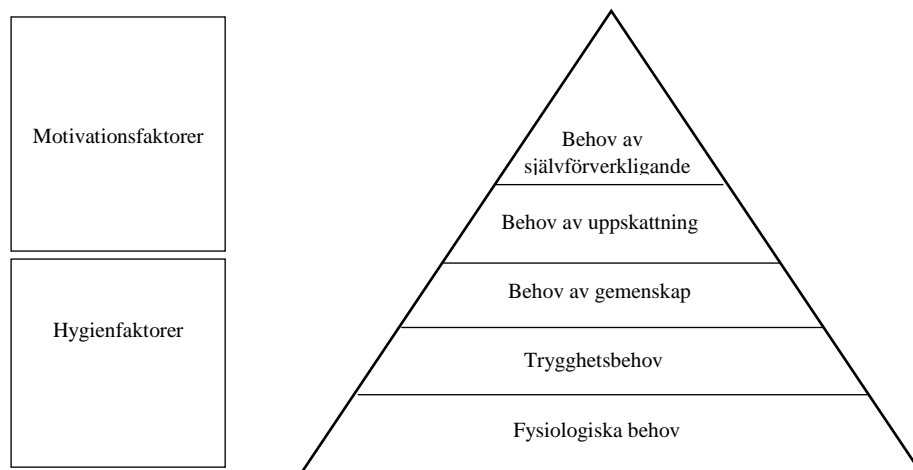 Motivationsfaktorer
Hygienfaktorer
Behov av
självförverkligande
Behov av uppskattning
Behov av gemenskap
Trygghetsbehov
Fysiologiska behov